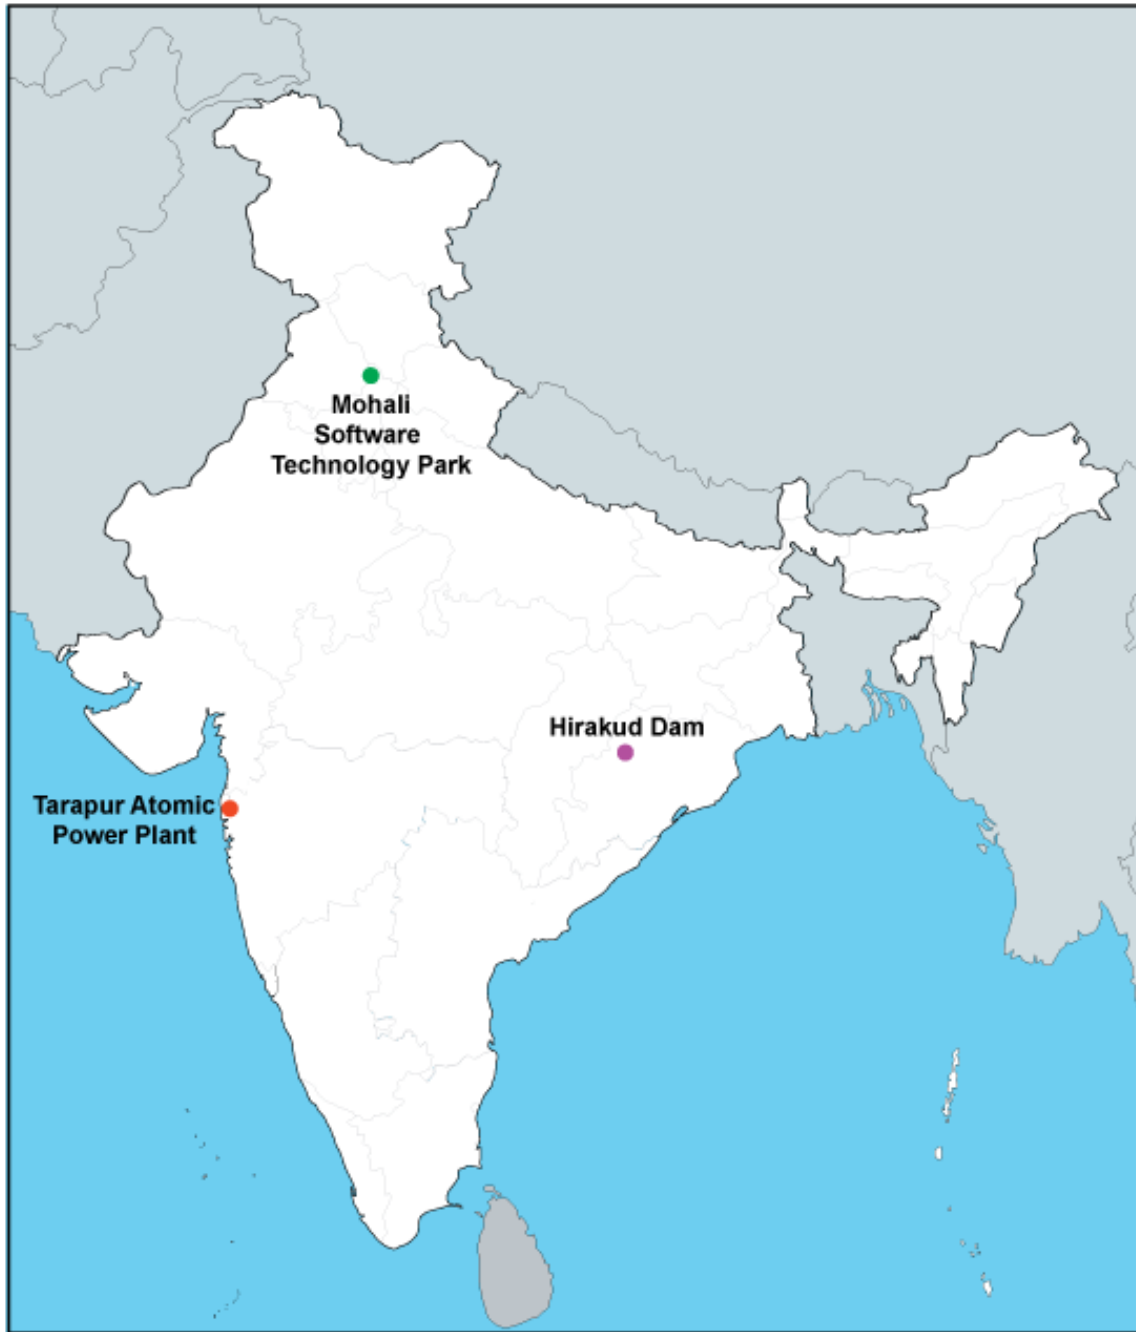 Mohali
Software
Technology Park
Hirakud Dam
Tarapur Atomic
Power Plant